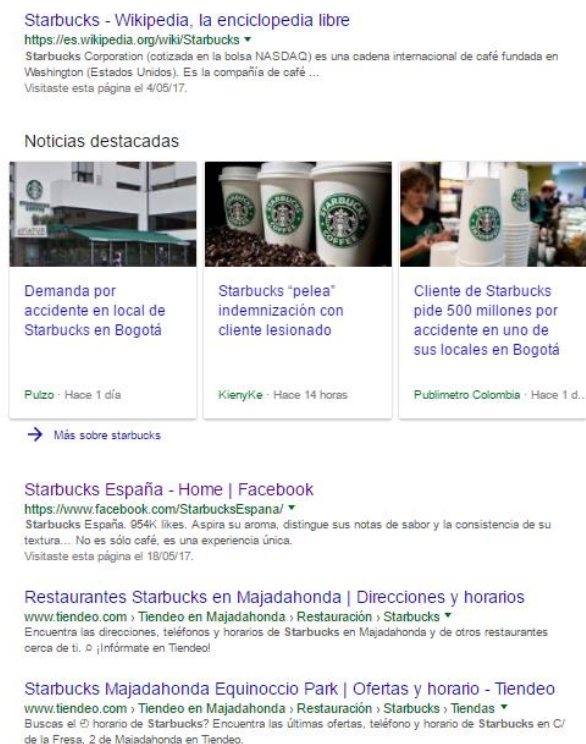 Starbucks - Wikipedia, la enciclopedia libre
https://es.wikipedia.org/wiki/Starbucks ▼
Starbucks Corporation (cotizada en la bolsa NASDAQ) es una cadena internacional de café fundada en
Washington (Estados Unidos). Es la compañía de café ...
Visitaste esta página el 4/05/17.
Noticias destacadas
Demanda por
accidente en local de
Starbucks en Bogotá
Pulzo · Hace 1 día
Starbucks “pelea”
indemnización con
cliente lesionado
KienyKe · Hace 14 horas
Cliente de Starbucks
pide 500 millones por
accidente en uno de
sus locales en Bogotá
Publimetro Colombia · Hace 1 d...
→ Más sobre starbucks
Starbucks España - Home | Facebook
https://www.facebook.com/StarbucksEspana/ ▼
Starbucks España. 954K likes. Aspira su aroma, distingue sus notas de sabor y la consistencia de su
textura... No es sólo café, es una experiencia única.
Visitaste esta página el 18/05/17.
Restaurantes Starbucks en Majadahonda | Direcciones y horarios
www.tiendeo.com › Tiendeo en Majadahonda › Restauración › Starbucks ▼
Encuentra las direcciones, teléfonos y horarios de Starbucks en Majadahonda y de otros restaurantes
cerca de ti. ⌕ ¡Infórmate en Tiendeo!
Starbucks Majadahonda Equinoccio Park | Ofertas y horario - Tiendeo
www.tiendeo.com › Tiendeo en Majadahonda › Restauración › Starbucks › Tiendas ▼
Buscas el ⏲ horario de Starbucks? Encuentra las últimas ofertas, teléfono y horario de Starbucks en C/
de la Fresa, 2 de Majadahonda en Tiendeo.